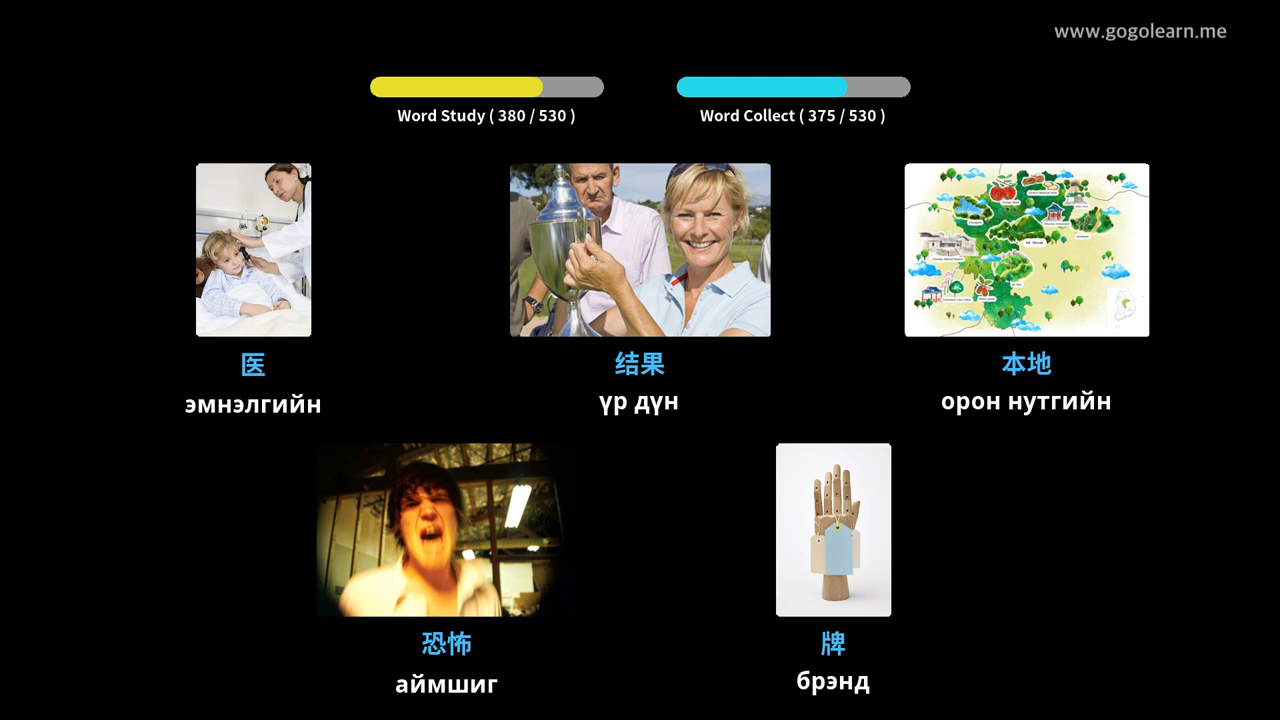 www.gogolearn.me
Word Study ( 380 / 530 )
Word Collect ( 375 / 530 )
医
эмнэлгийн
结果
үр дүн
本地
орон нутгийн
恐怖
аймшиг
牌
брэнд